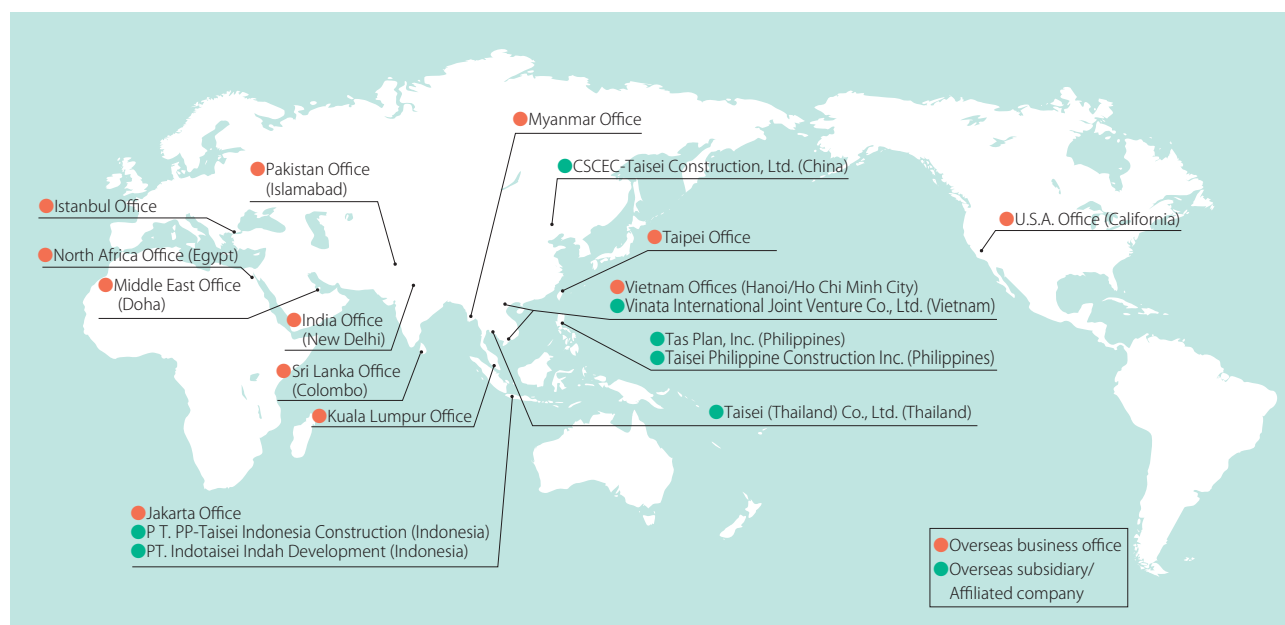 Myanmar Office
CSCEC-Taisei Construction, Ltd. (China)
Pakistan Office
(Islamabad)
Istanbul Office
U.S.A. Office (California)
Taipei Office
North Africa Office (Egypt)
Middle East Office
(Doha)
Vietnam Offices (Hanoi/Ho Chi Minh City)
Vinata International Joint Venture Co., Ltd. (Vietnam)
India Office
(New Delhi)
Tas Plan, Inc. (Philippines)
Taisei Philippine Construction Inc. (Philippines)
Sri Lanka Office
(Colombo)
Kuala Lumpur Office
Taisei (Thailand) Co., Ltd. (Thailand)
Jakarta Office
P T. PP-Taisei Indonesia Construction (Indonesia)
PT. Indotaisei Indah Development (Indonesia)
Overseas business office
Overseas subsidiary/
Affiliated company